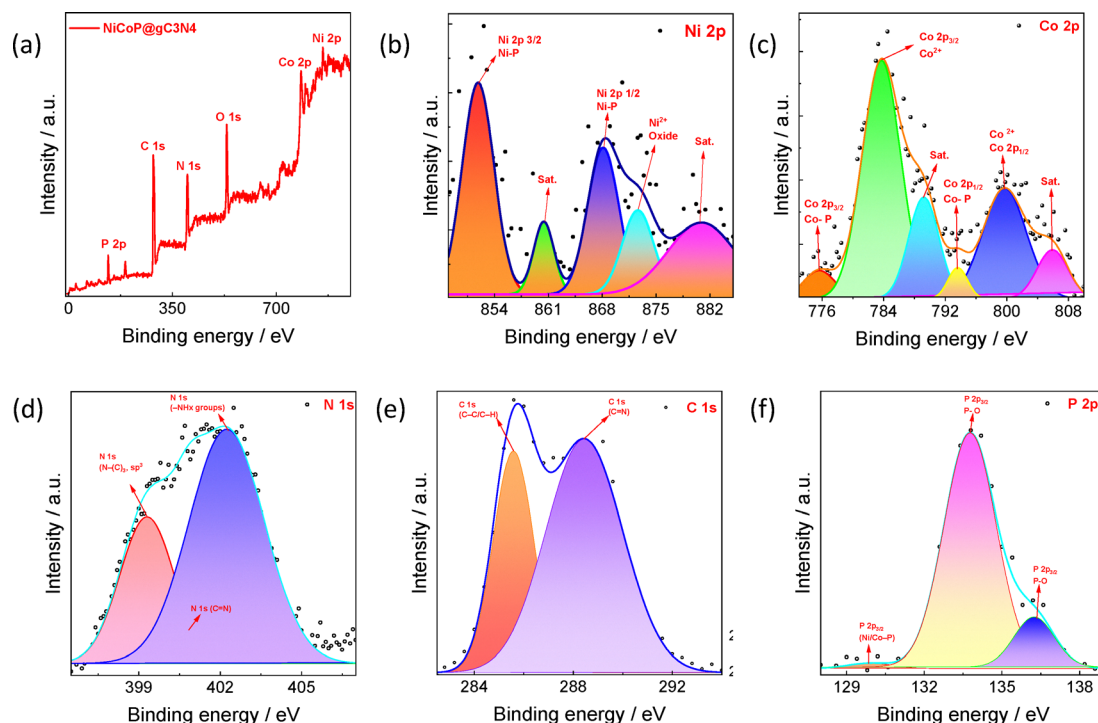 (a)
NiCoP@gC3N4
P 2p
C 1s
N 1s
O 1s
Co 2p
Ni 2p
Intensity / a.u.
0
350
700
Binding energy / eV
(b)
Ni 2p
Ni 2p 3/2
Ni-P
Sat.
Ni 2p 1/2
Ni-P
Ni²⁺
Oxide
Sat.
Intensity / a.u.
854
861
868
875
882
Binding energy / eV
(c)
Co 2p
Co 2p₃/₂
Co- P
Co 2p₃/₂
Co²⁺
Sat.
Co 2p₁/₂
Co- P
Co ²⁺
Co 2p₁/₂
Sat.
Intensity / a.u.
776
784
792
800
808
Binding energy / eV
(d)
N 1s
N 1s
(–NHx groups)
N 1s
(N–(C)₃, sp²
N 1s (C=N)
Intensity / a.u.
399
402
405
Binding energy / eV
(e)
C 1s
C 1s
(C–C/C–H)
C 1s
(C=N)
2
2
Intensity / a.u.
284
288
292
Binding energy / eV
(f)
P 2p
P 2p₃/₂
P- O
P 2p₃/₂
P-O
P 2p₃/₂
(Ni/Co–P)
Intensity / a.u.
129
132
135
138
Binding energy / eV